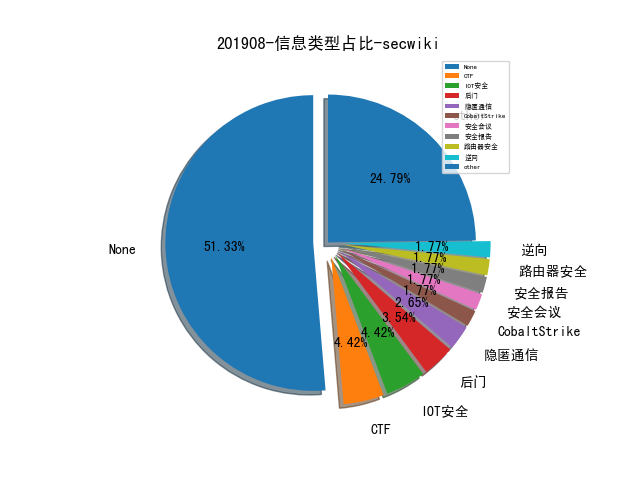 201908-信息类型占比-secwiki
None
CTF
IOT安全
后门
隐匿通信
CobaltStrike
安全会议
安全报告
路由器安全
逆向
other
24.79%
51.33%
None
1.77%
逆向
1.77%
路由器安全
1.77%
安全报告
1.77%
安全会议
1.77%
CobaltStrike
2.65%
隐匿通信
3.54%
后门
4.42%
IOT安全
4.42%
CTF